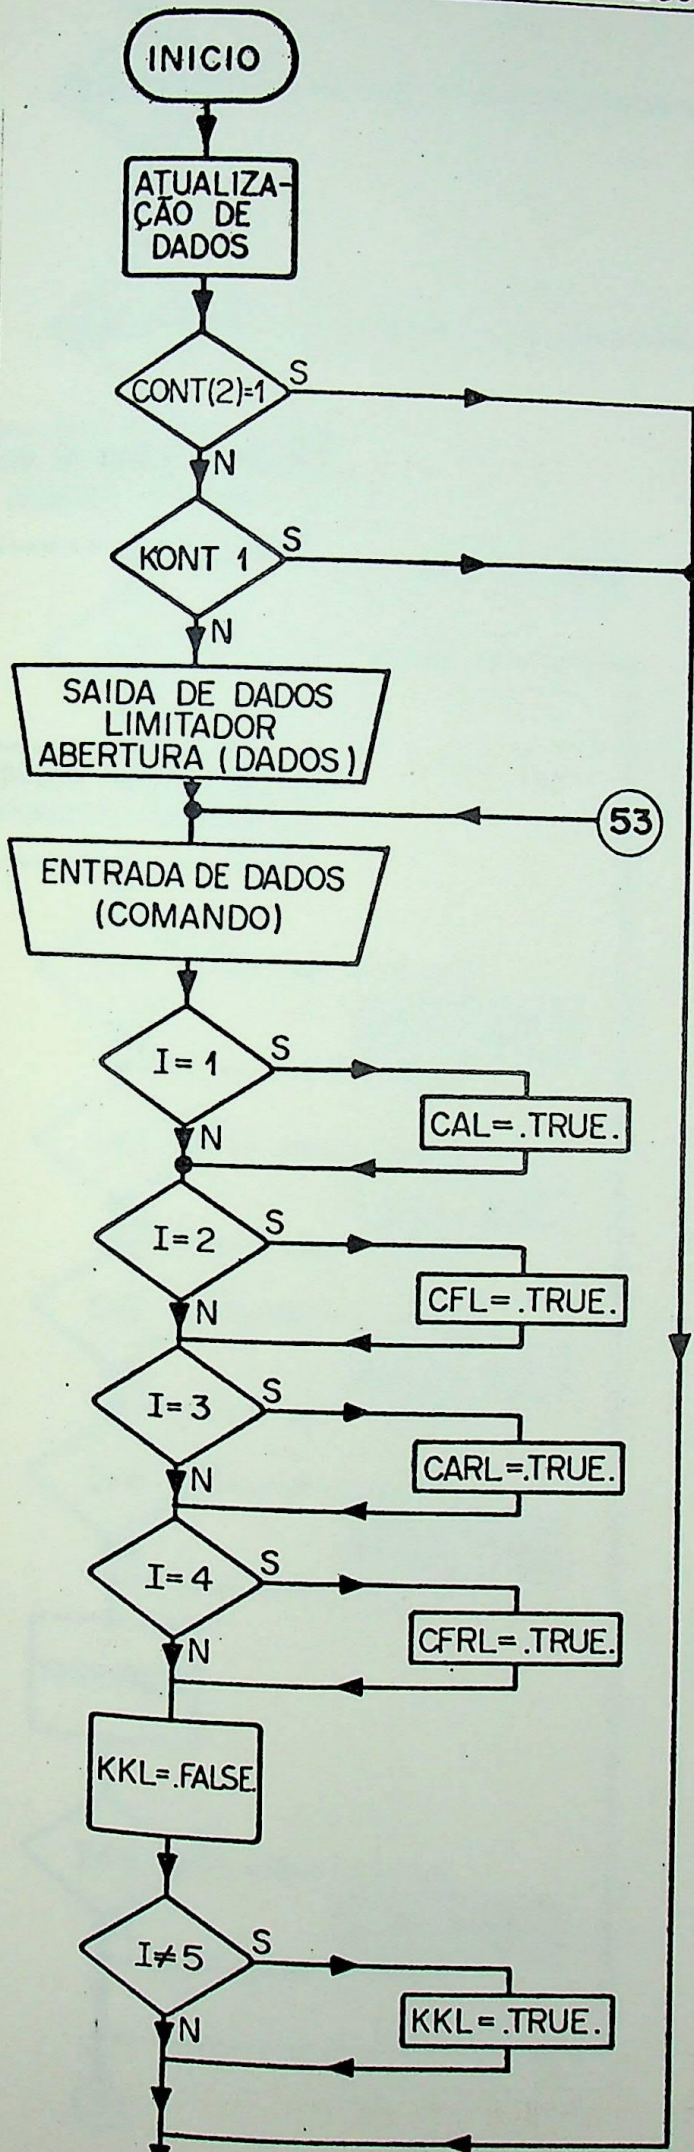 INICIO
ATUALIZA-
ÇÃO DE
DADOS
CONT(2)=1
S
N
KONT 1
S
N
SAIDA DE DADOS
LIMITADOR
ABERTURA (DADOS)
53
ENTRADA DE DADOS
(COMANDO)
I=1
S
CAL=.TRUE.
N
I=2
S
CFL=.TRUE.
N
I=3
S
CARL=.TRUE.
N
I=4
S
CFRL=.TRUE.
N
KKL=.FALSE.
I≠5
S
KKL=.TRUE.
N